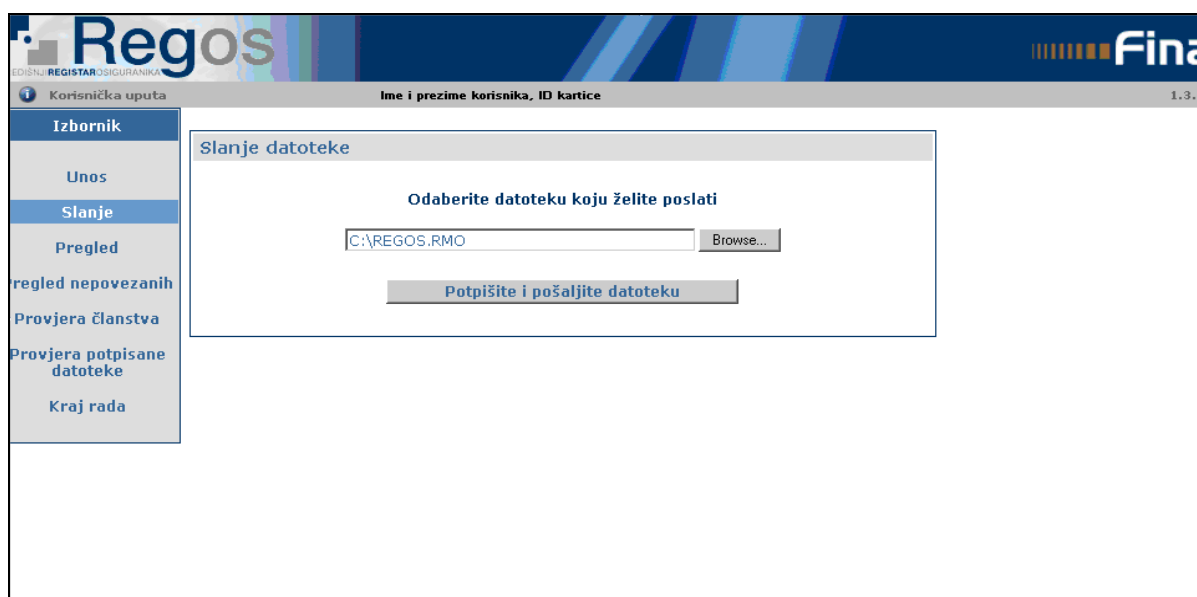 Regos
Fina
EDIŠNJI REGISTAR OSIGURANIKA
Korisnička uputa
Ime i prezime korisnika, ID kartice
1.3.
Izbornik
Slanje datoteke
Unos
Odaberite datoteku koju želite poslati
Slanje
C:\REGOS.RMO
Browse...
Pregled
regled nepovezanih
Potpišite i pošaljite datoteku
Provjera članstva
Provjera potpisane
datoteke
Kraj rada